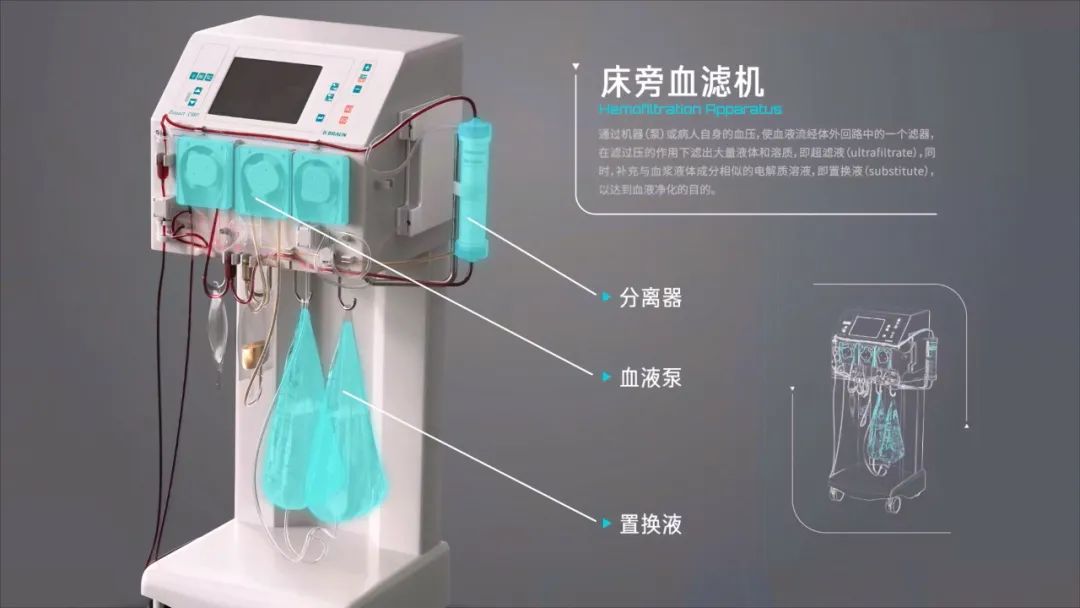 床旁血滤机
Hemofiltration Apparatus
通过机器（泵）或病人自身的血压，使血液流经体外回路中的一个滤器，
在滤过压的作用下滤出大量液体和溶质，即超滤液（ultrafiltrate），同
时，补充与血浆液体成分相似的电解质溶液，即置换液（substitute），
以达到血液净化的目的。
B BRAUN
分离器
血液泵
置换液